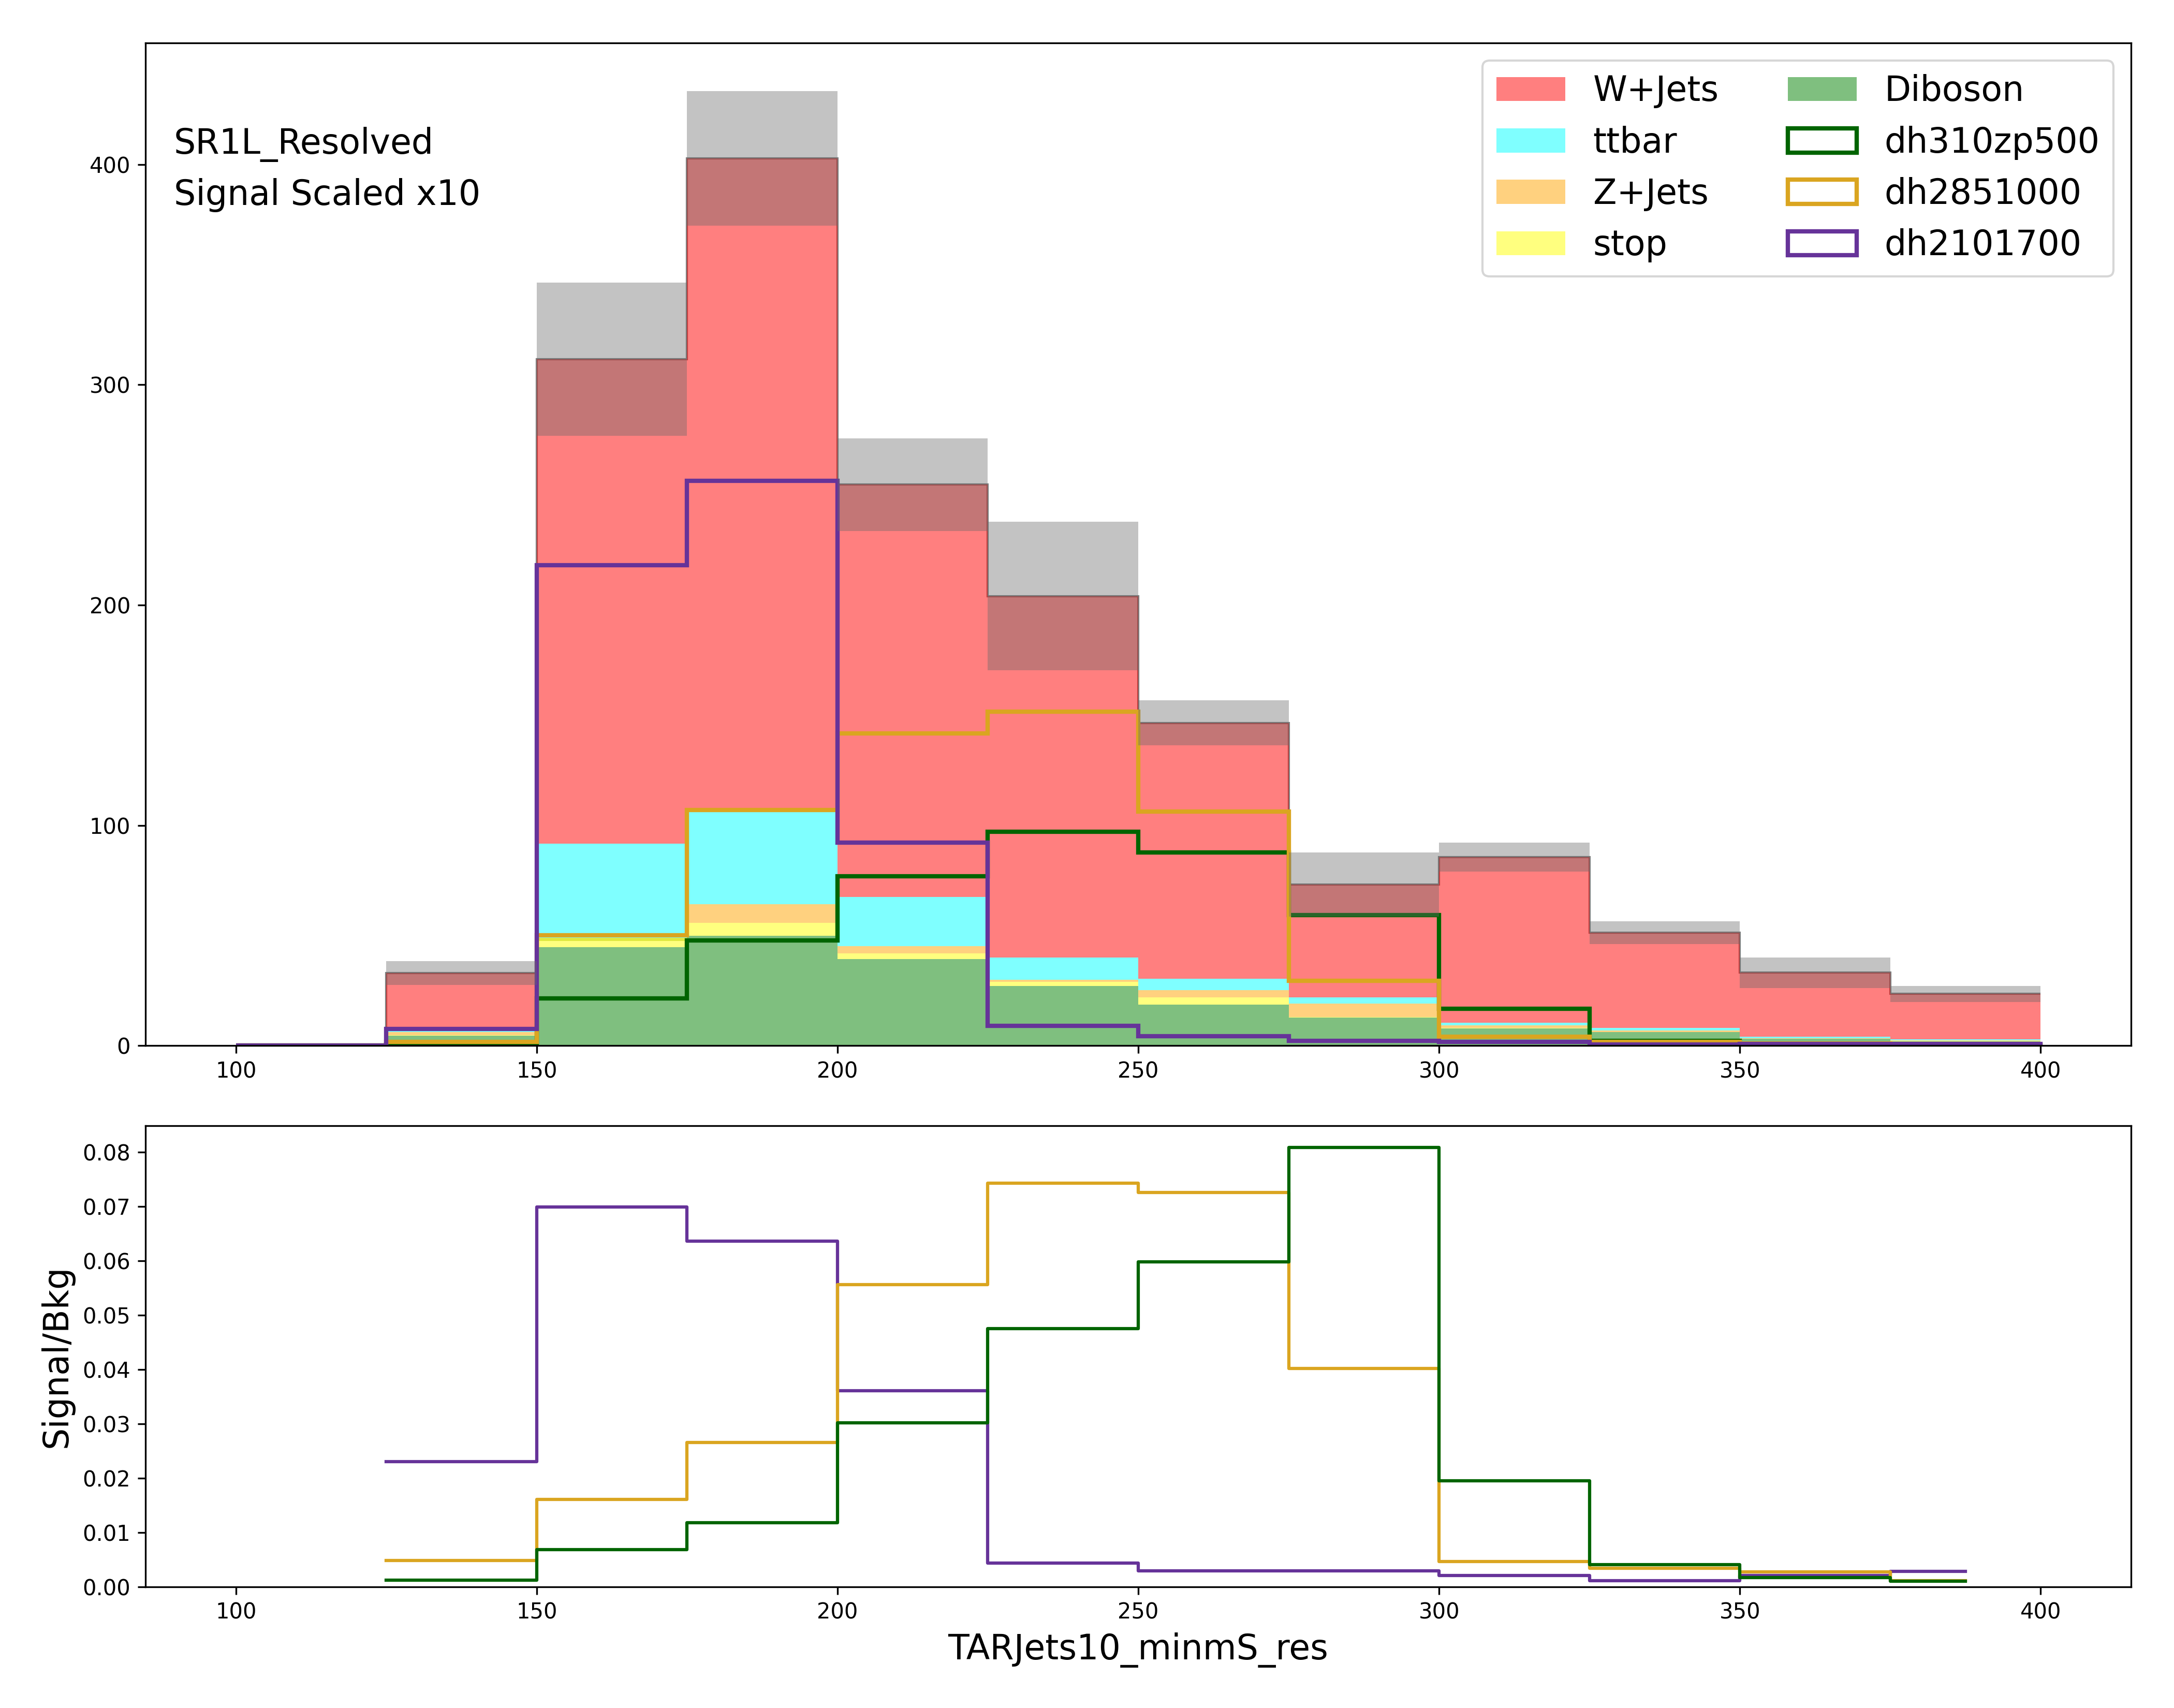 SR1L_Resolved
Signal Scaled x10
W+Jets
ttbar
Z+Jets
stop
Diboson
dh310zp500
dh2851000
dh2101700
400
300
200
100
0
100 150 200 250 300 350 400
Signal/Bkg
0.08
0.07
0.06
0.05
0.04
0.03
0.02
0.01
0.00
100 150 200 250 300 350 400
TARJets10_minmS_res